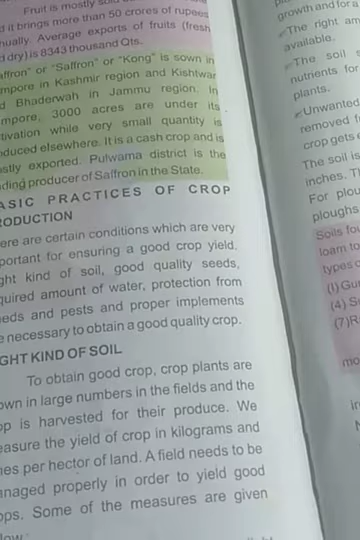 Fruit is mostly
it brings more than 50 crores of rupees
nually. Average exports of fruits (fresh
d dry) is 8343 thousand Qts.
affron" or "Saffron" or "Kong" is sown in
mpore in Kashmir region and Kishtwar
d Bhaderwah in Jammu region. In
mpore, 3000 acres are under its
tivation while very small quantity is
duced elsewhere. It is a cash crop and is
stly exported. Pulwama district is the
ding producer of Saffron in the State.
ASIC PRACTICES OF CROP
RODUCTION
ere are certain conditions which are very
portant for ensuring a good crop yield.
ght kind of soil, good quality seeds,
quired amount of water, protection from
eeds and pests and proper implements
e necessary to obtain a good quality crop.
GHT KIND OF SOIL
To obtain good crop, crop plants are
own in large numbers in the fields and the
op is harvested for their produce. We
easure the yield of crop in kilograms and
nes per hector of land. A field needs to be
anaged properly in order to yield good
ops. Some of the measures are given
growth and for a
The right am
available.
The soil
nutrients for
plants.
Unwanted
removed f
crop gets
The soil is
inches. Th
For plou
ploughs
Soils fou
loam to
types o
(I) Gu
(4) S
(7) R
mo